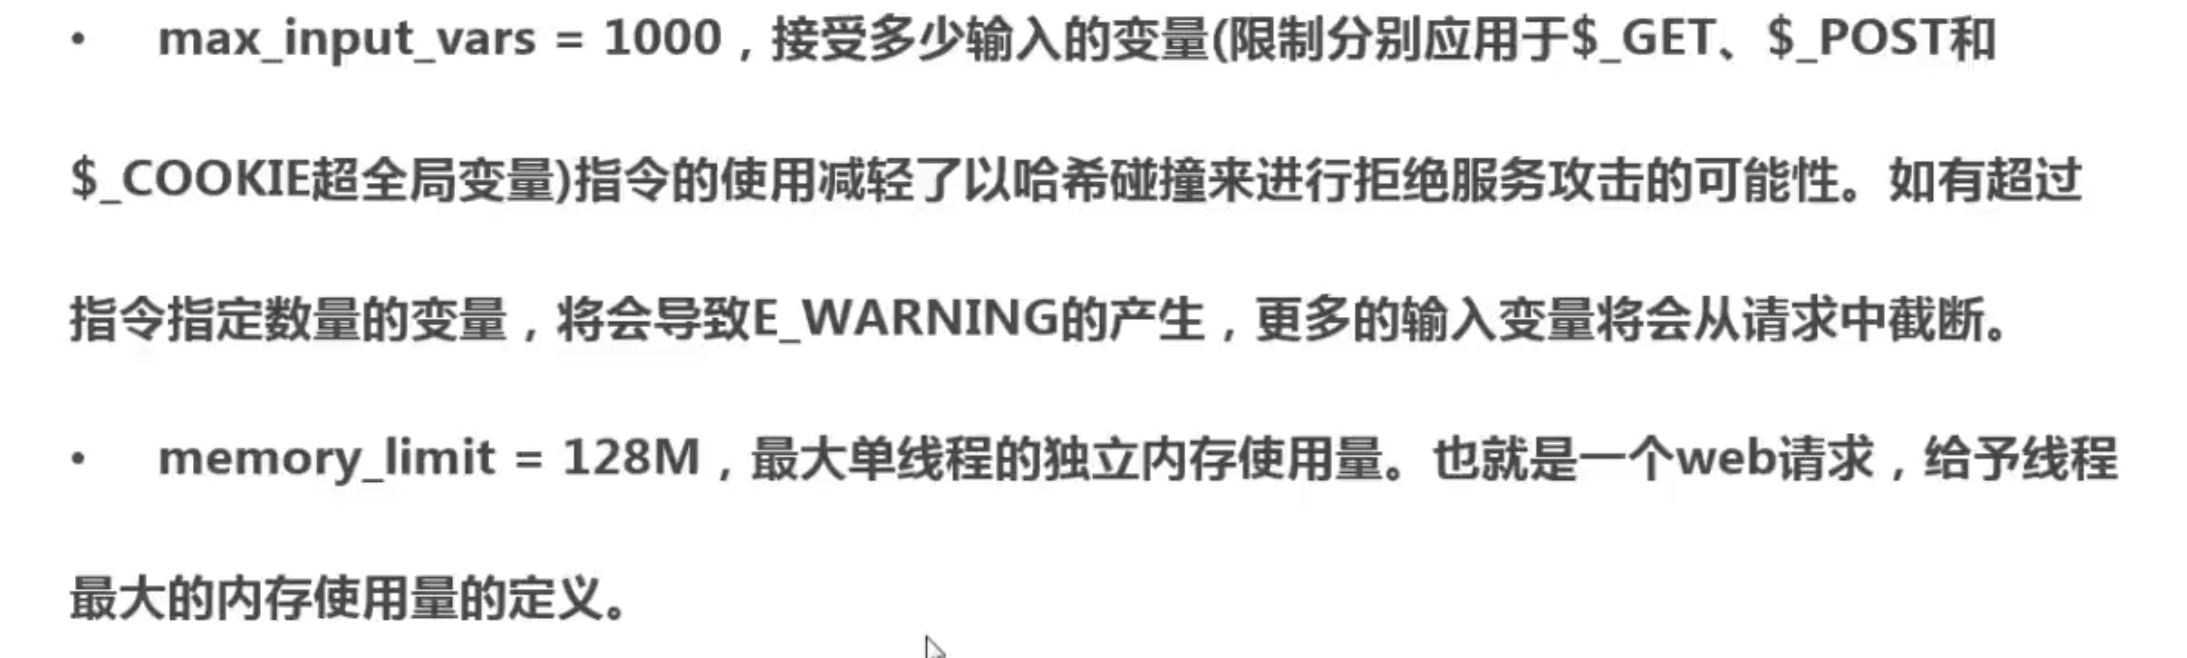 • max_input_vars = 1000，接受多少输入的变量(限制分别应用于$_GET、$_POST和
$_COOKIE超全局变量)指令的使用减轻了以哈希碰撞来进行拒绝服务攻击的可能性。如有超过
指令指定数量的变量，将会导致E_WARNING的产生，更多的输入变量将会从请求中截断。
• memory_limit = 128M，最大单线程的独立内存使用量。也就是一个web请求，给予线程
最大的内存使用量的定义。